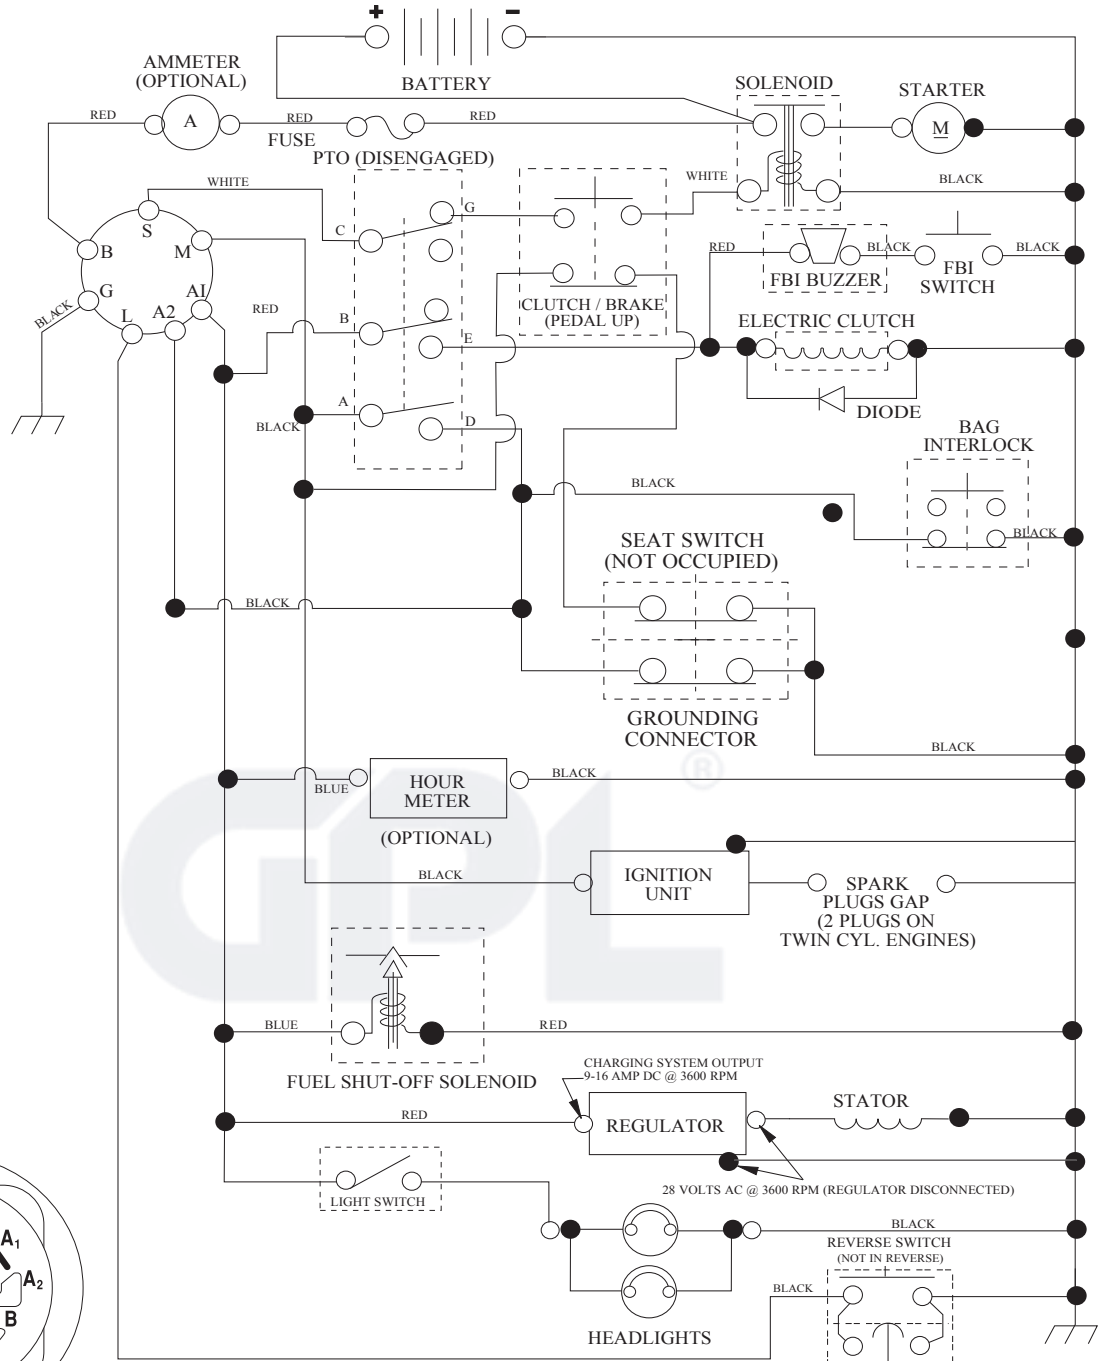 + −
BATTERY
AMMETER
(OPTIONAL)
SOLENOID
STARTER
RED
A
RED
FUSE
RED
M
PTO (DISENGAGED)
WHITE
WHITE
BLACK
S
G
C
B
M
RED
BLACK
BLACK
FBI BUZZER
FBI
SWITCH
G
A1
BLACK
L
A2
RED
CLUTCH / BRAKE
(PEDAL UP)
ELECTRIC CLUTCH
B
E
DIODE
A
BLACK
D
BAG
INTERLOCK
BLACK
BLACK
SEAT SWITCH
(NOT OCCUPIED)
BLACK
GROUNDING
CONNECTOR
BLACK
GPL®
BLUE
HOUR
METER
BLACK
(OPTIONAL)
BLACK
IGNITION
UNIT
SPARK
PLUGS GAP
(2 PLUGS ON
TWIN CYL. ENGINES)
BLUE
RED
FUEL SHUT-OFF SOLENOID
CHARGING SYSTEM OUTPUT
9-16 AMP DC @ 3600 RPM
RED
REGULATOR
STATOR
28 VOLTS AC @ 3600 RPM (REGULATOR DISCONNECTED)
LIGHT SWITCH
BLACK
REVERSE SWITCH
(NOT IN REVERSE)
A1
A2
B
BLACK
HEADLIGHTS